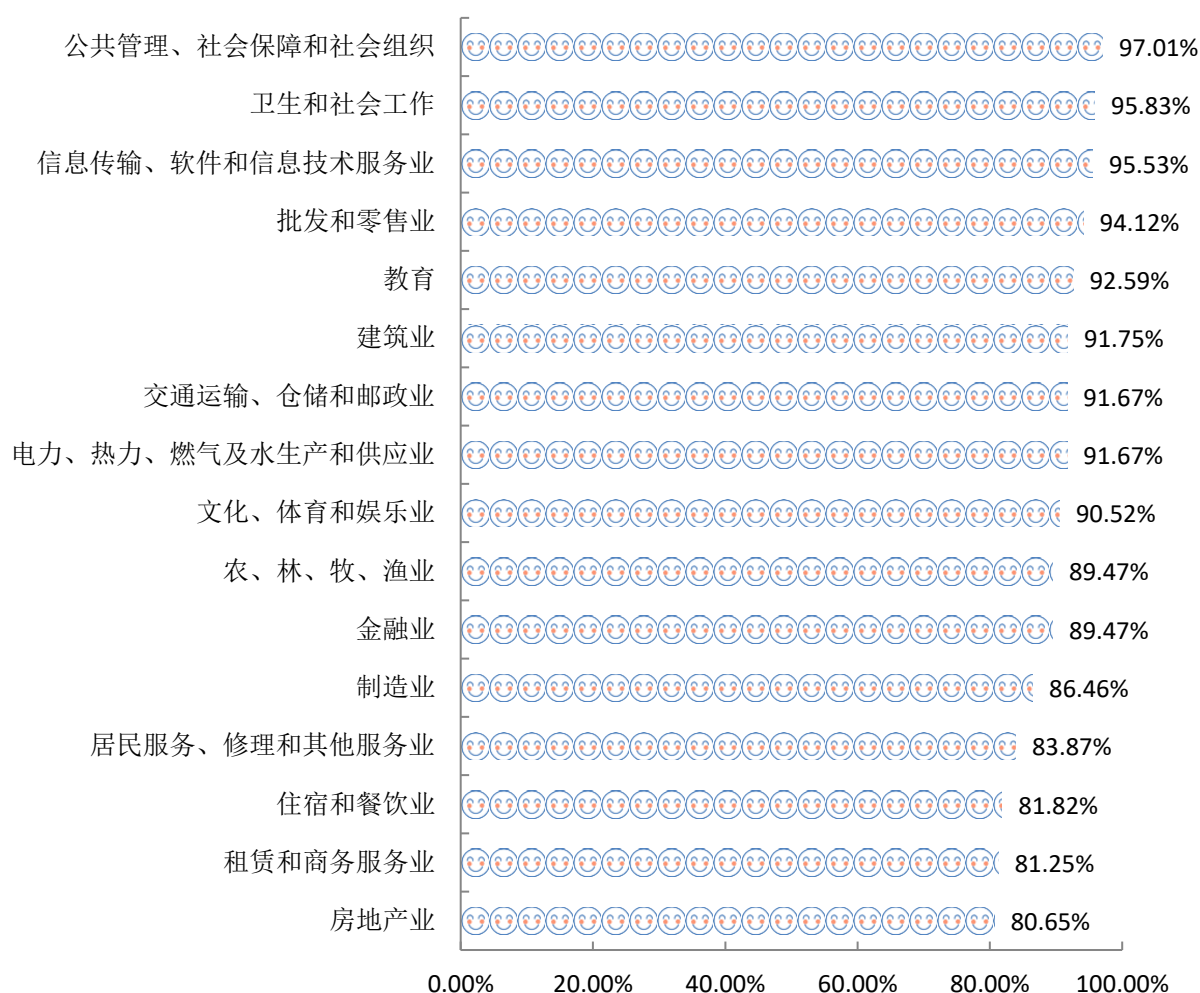 公共管理、社会保障和社会组织 97.01%
卫生和社会工作 95.83%
信息传输、软件和信息技术服务业 95.53%
批发和零售业 94.12%
教育 92.59%
建筑业 91.75%
交通运输、仓储和邮政业 91.67%
电力、热力、燃气及水生产和供应业 91.67%
文化、体育和娱乐业 90.52%
农、林、牧、渔业 89.47%
金融业 89.47%
制造业 86.46%
居民服务、修理和其他服务业 83.87%
住宿和餐饮业 81.82%
租赁和商务服务业 81.25%
房地产业 80.65%
0.00% 20.00% 40.00% 60.00% 80.00% 100.00%